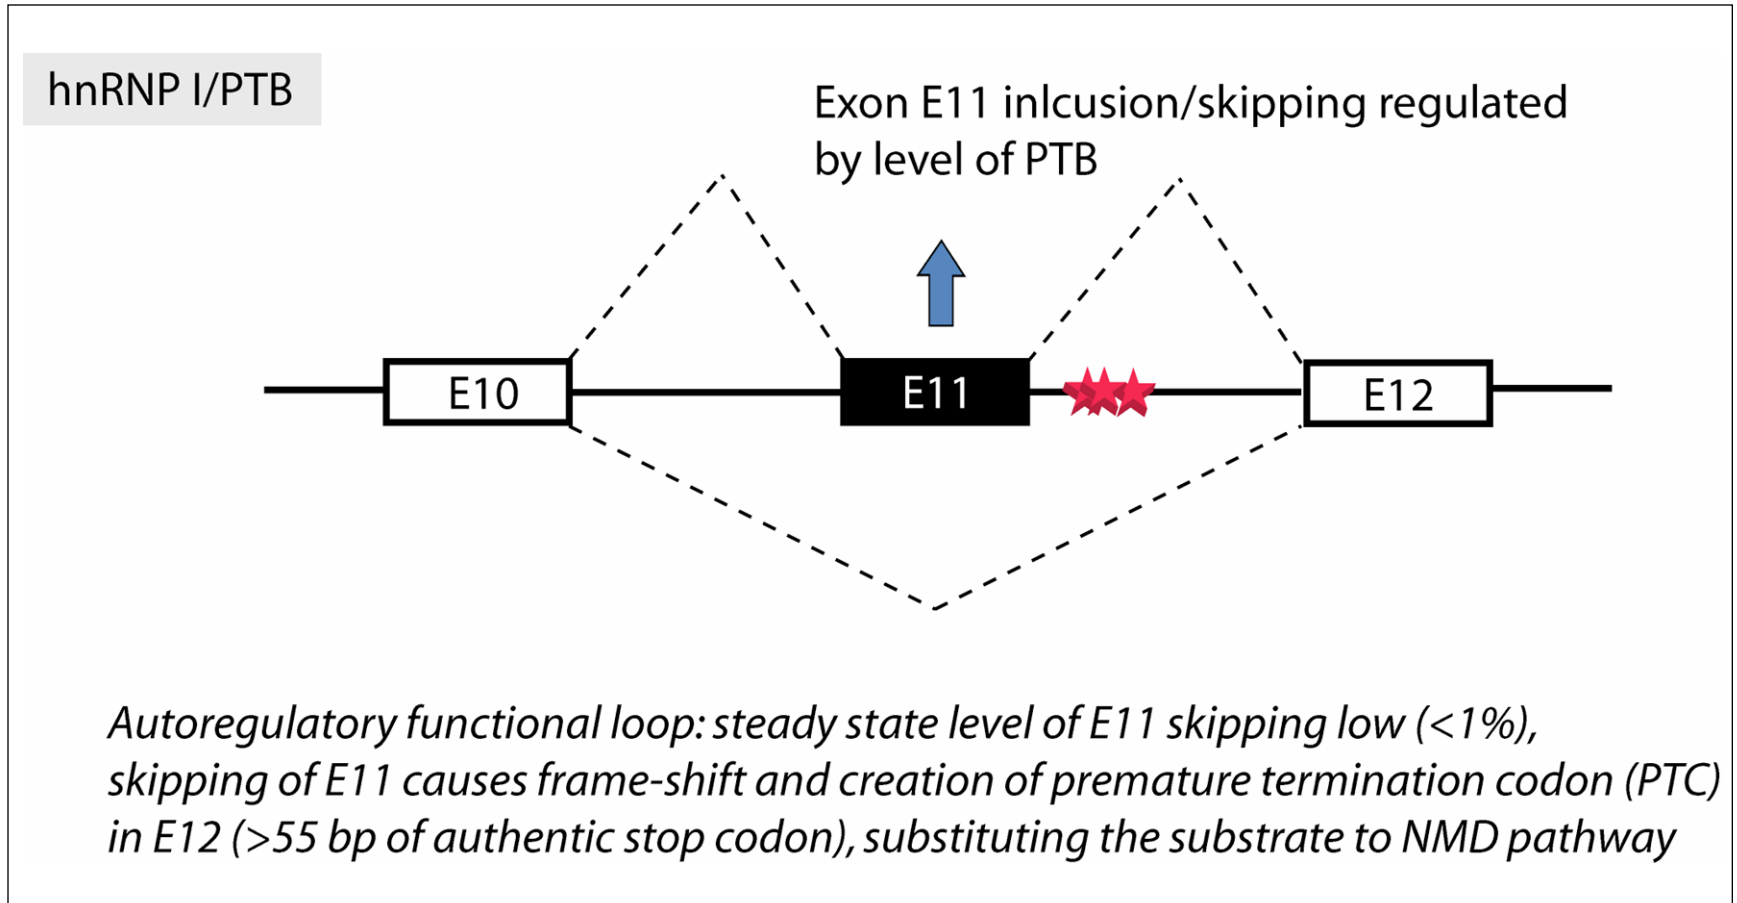 hnRNP I/PTB
Exon E11 inlcusion/skipping regulated
by level of PTB
E10
E11
E12
Autoregulatory functional loop: steady state level of E11 skipping low (<1%),
skipping of E11 causes frame-shift and creation of premature termination codon (PTC)
in E12 (>55 bp of authentic stop codon), substituting the substrate to NMD pathway